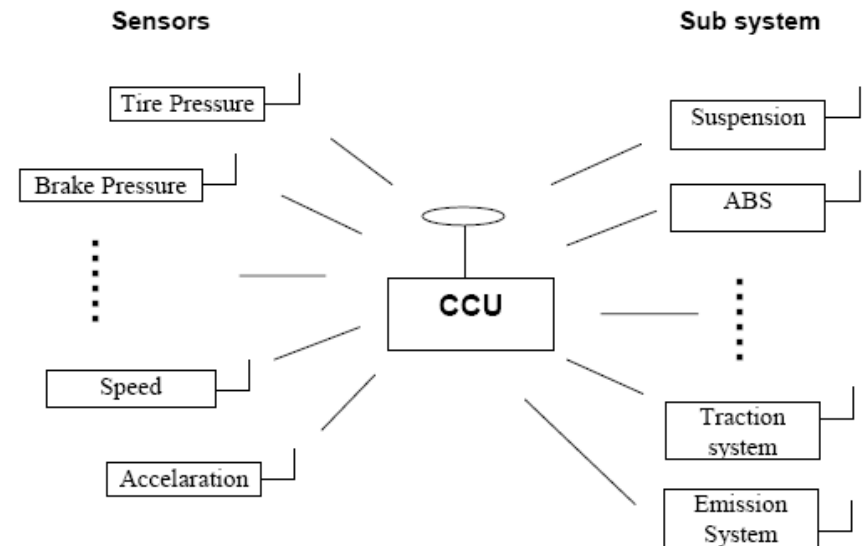 Sensors
Sub system
Tire Pressure
Suspension
Brake Pressure
ABS
CCU
Speed
Traction
system
Accelaration
Emission
System